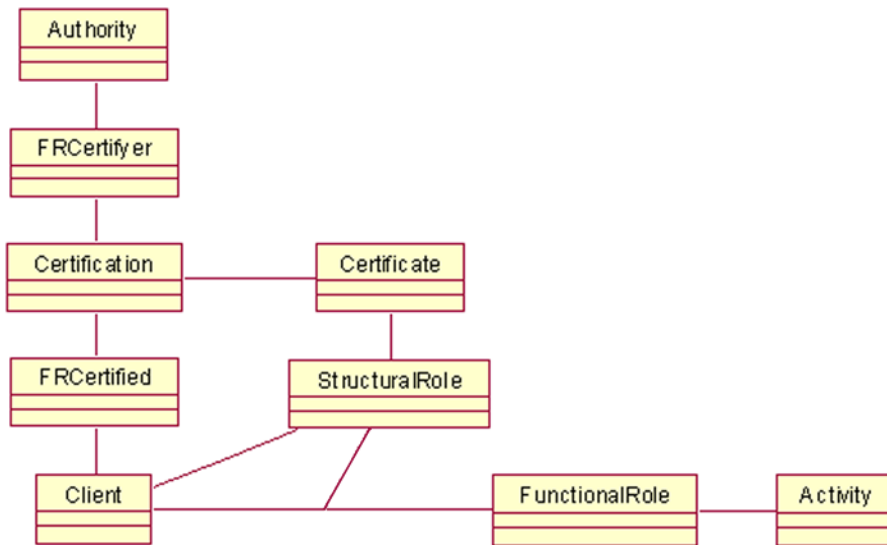 Authority
FRCertifyer
Certification
Certificate
FRCertified
StructuralRole
Client
FunctionalRole
Activity